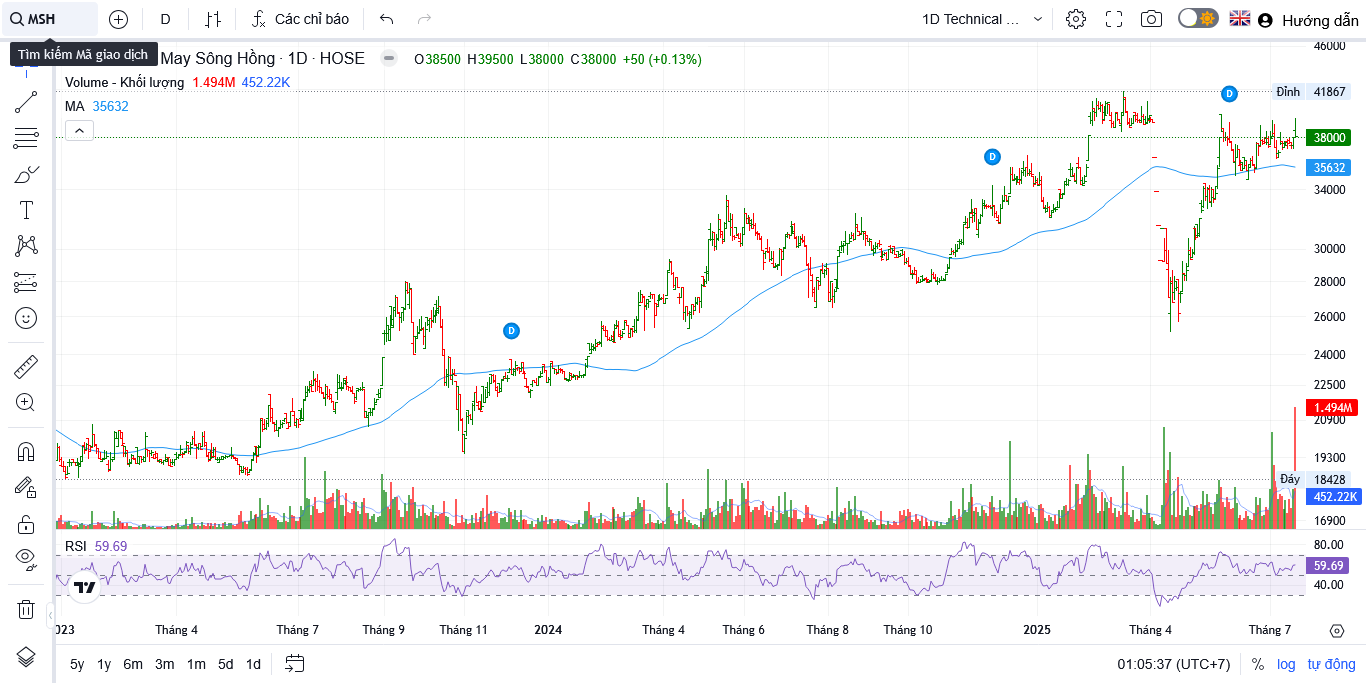 MSH
D
Các chỉ báo
1D Technical ...
Hướng dẫn
Tìm kiếm Mã giao dịch
May Sông Hồng · 1D · HOSE
O38500 H39500 L38000 C38000 +50 (+0.13%)
Volume - Khối lượng 1.494M 452.22K
MA 35632
46000
D
Đỉnh 41867
38000
D
35632
34000
30000
28000
26000
D
24000
22500
1.494M
20900
19300
Đáy 18428
452.22K
16900
RSI 59.69
80.00
59.69
40.00
023 Tháng 4 Tháng 7 Tháng 9 Tháng 11 2024 Tháng 4 Tháng 6 Tháng 8 Tháng 10 2025 Tháng 4 Tháng 7
5y 1y 6m 3m 1m 5d 1d
01:05:37 (UTC+7) % log tự động